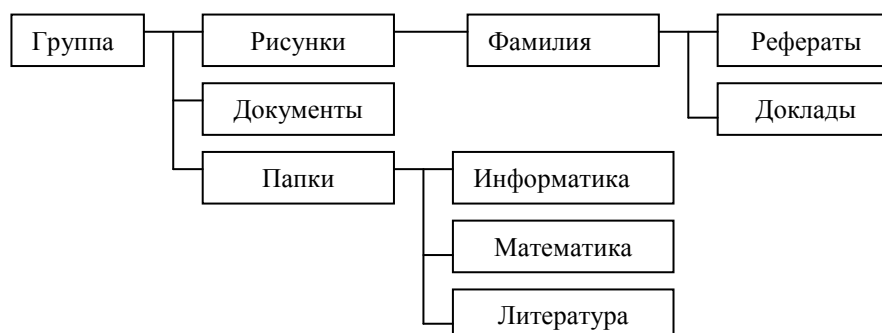 Группа
Рисунки
Фамилия
Рефераты
Документы
Доклады
Папки
Информатика
Математика
Литература